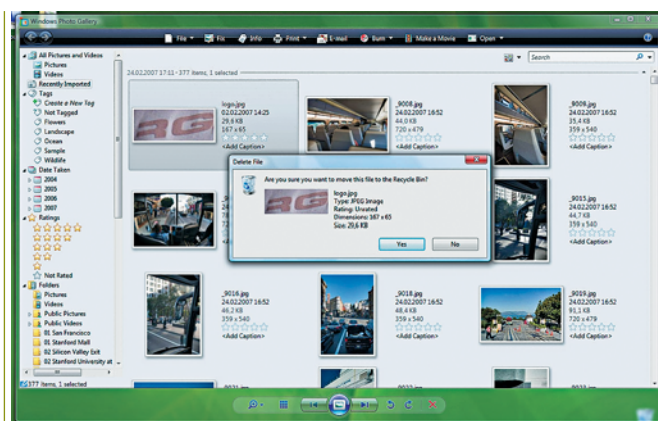 Windows Photo Gallery
File Fix Info Print E-mail Burn Make a Movie Open
Search
All Pictures and Videos
Pictures
Videos
Recently Imported
Tags
Create a New Tag
Not Tagged
Flowers
Landscape
Ocean
Sample
Wildlife
Date Taken
2004
2005
2006
2007
Ratings
Not Rated
Folders
Pictures
Videos
Public Pictures
Public Videos
01 San Francisco
01 Stanford Mall
02 Silicon Valley Exit
02 Stanford University at
377 items, 1 selected
24.02.2007 17:11 - 377 items, 1 selected
RG
logo.jpg
02.02.2007 14:25
29,6 KB
167 x 65
<Add Caption>
_9008.jpg
24.02.2007 16:52
44,0 KB
720 x 479
<Add Caption>
_9009.jpg
24.02.2007 16:52
35,4 KB
359 x 540
<Add Caption>
Delete File
Are you sure you want to move this file to the Recycle Bin?
RG
logo.jpg
Type: JPEG Image
Rating: Unrated
Dimensions: 167 x 65
Size: 29,6 KB
Yes No
_9015.jpg
24.02.2007 16:52
44,7 KB
359 x 540
<Add Caption>
_9016.jpg
24.02.2007 16:52
46,2 KB
359 x 540
<Add Caption>
_9018.jpg
24.02.2007 16:52
48,4 KB
359 x 540
<Add Caption>
_9019.jpg
24.02.2007 16:52
91,1 KB
720 x 479
<Add Caption>